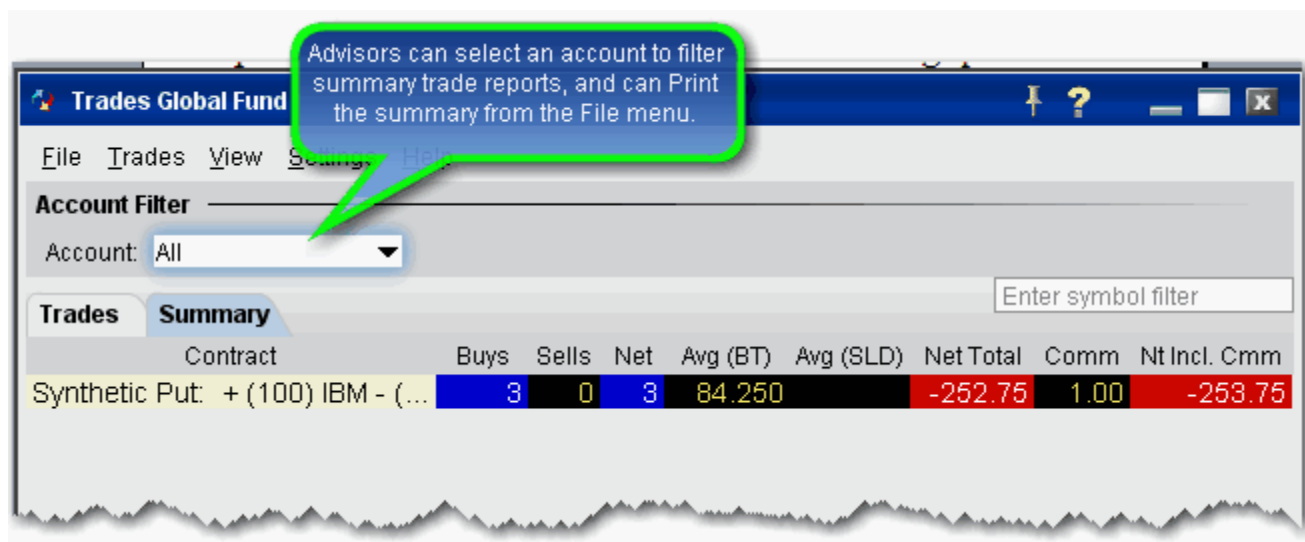 Advisors can select an account to filter
summary trade reports, and can Print
the summary from the File menu.
Trades Global Fund
File Trades View Settings Help
Account Filter
Account: All
Enter symbol filter
Trades Summary
Contract Buys Sells Net Avg (BT) Avg (SLD) Net Total Comm Nt Incl. Cmm
Synthetic Put: + (100) IBM - (... 3 0 3 84.250 -252.75 1.00 -253.75